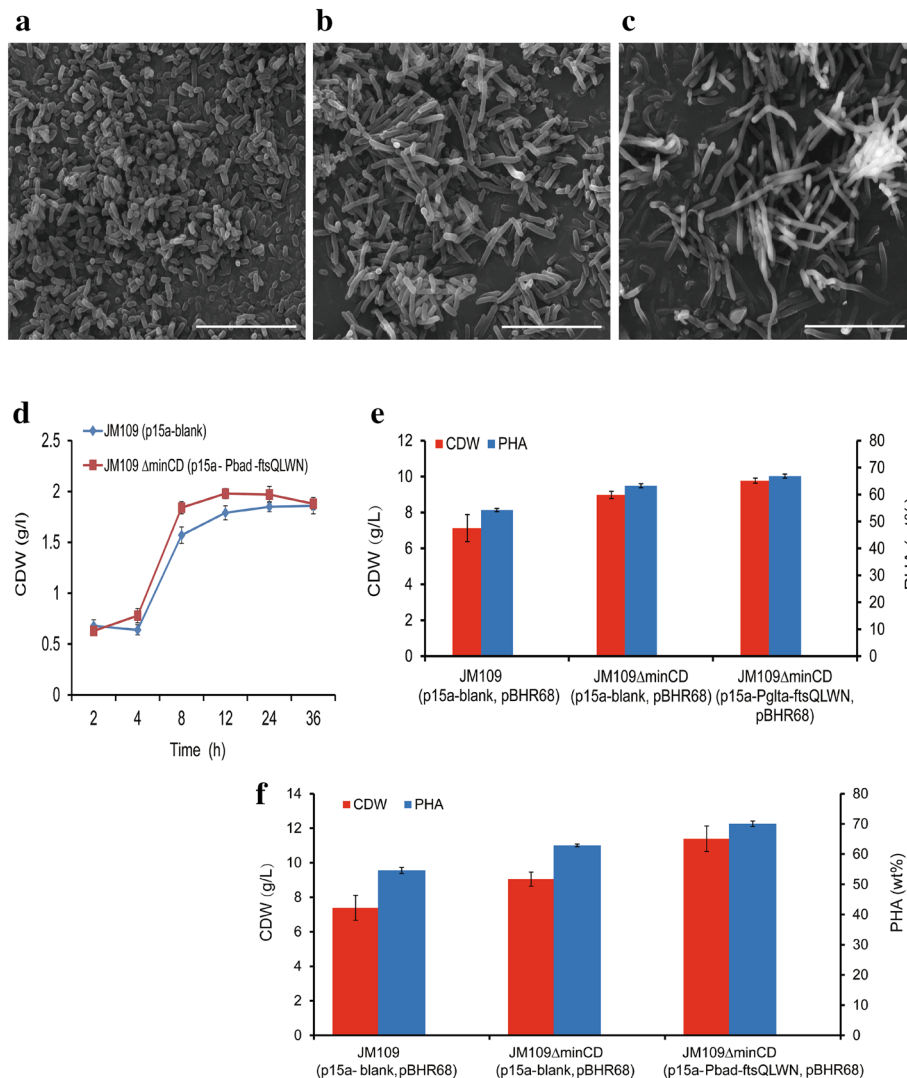 a
b
c
d
JM109 (p15a-blank)
JM109 ΔminCD (p15a- Pbad -ftsQLWN)
CDW (g/l)
2.5
2
1.5
1
0.5
0
2 4 8 12 24 36
Time (h)
e
CDW PHA
CDW (g/L)
12
10
8
6
4
2
0
80
70
60
50
40
30
20
10
0
JM109
(p15a-blank, pBHR68)
JM109ΔminCD
(p15a-blank, pBHR68)
JM109ΔminCD
(p15a-Pglta-ftsQLWN,
pBHR68)
f
CDW PHA
CDW (g/L)
14
12
10
8
6
4
2
0
80
70
60
50
40
30
20
10
0
PHA (wt%)
JM109
(p15a- blank, pBHR68)
JM109ΔminCD
(p15a-blank, pBHR68)
JM109ΔminCD
(p15a-Pbad-ftsQLWN, pBHR68)